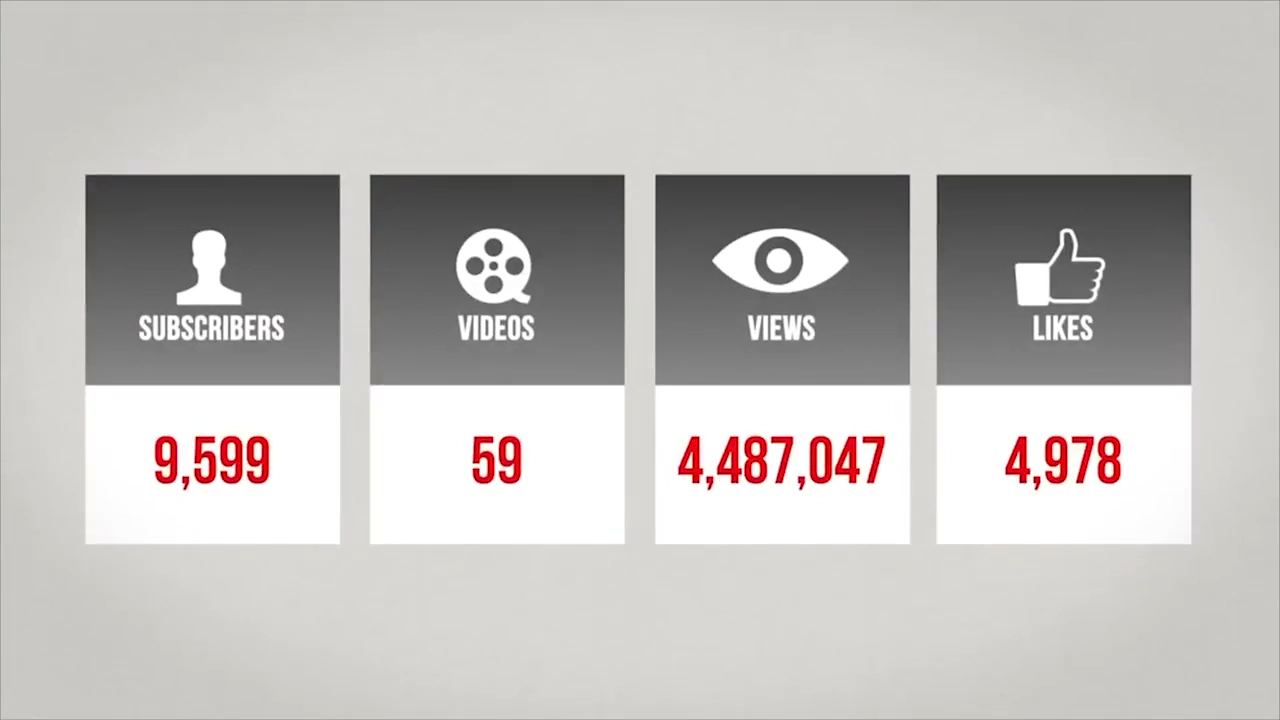 SUBSCRIBERS
9,599
VIDEOS
59
VIEWS
4,487,047
LIKES
4,978